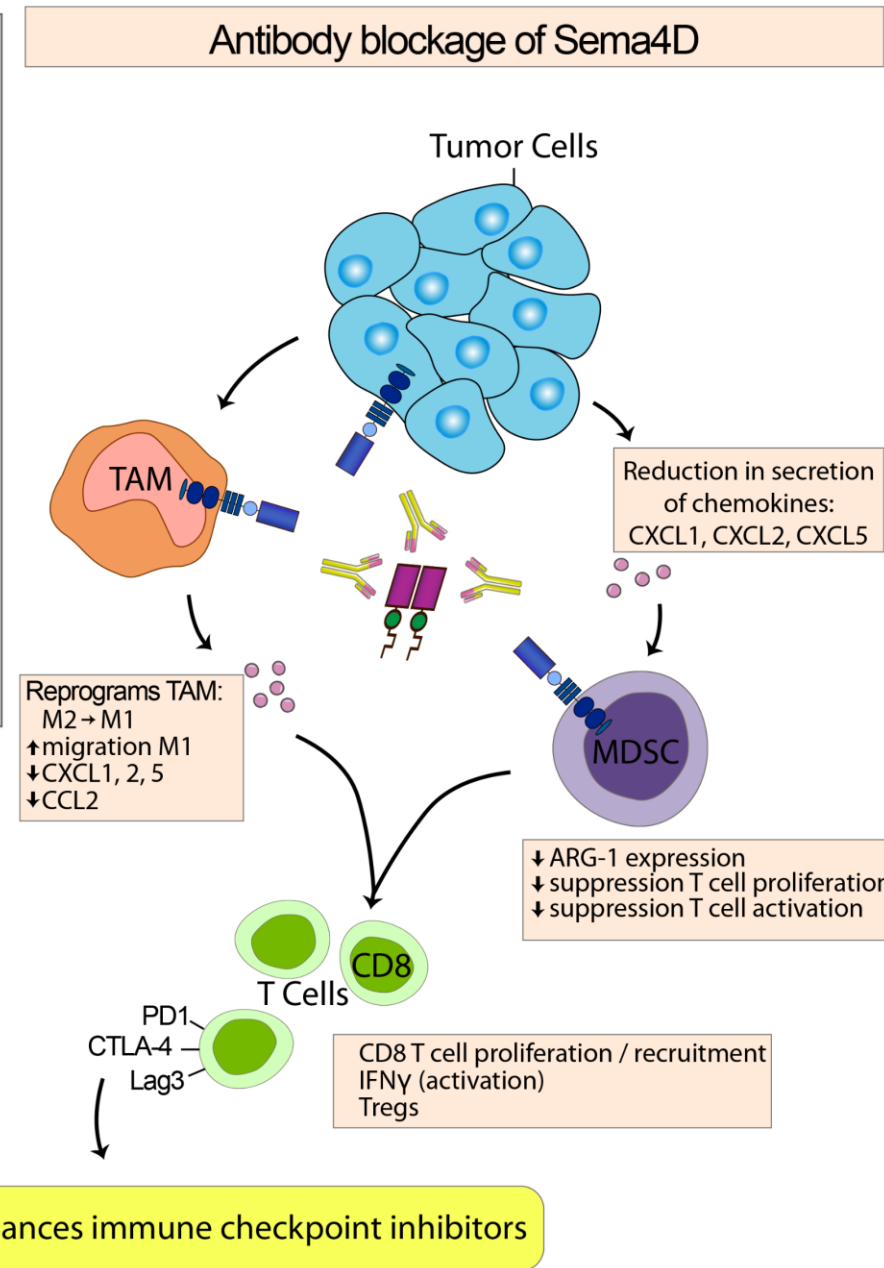 Antibody blockage of Sema4D
Tumor Cells
TAM
Reduction in secretion
of chemokines:
CXCL1, CXCL2, CXCL5
Reprograms TAM:
M2→M1
↑migration M1
↓CXCL1, 2, 5
↓CCL2
MDSC
↓ ARG-1 expression
↓ suppression T cell proliferation
↓ suppression T cell activation
CD8
T Cells
PD1
CTLA-4
Lag3
CD8 T cell proliferation / recruitment
IFNγ (activation)
Tregs
ances immune checkpoint inhibitors